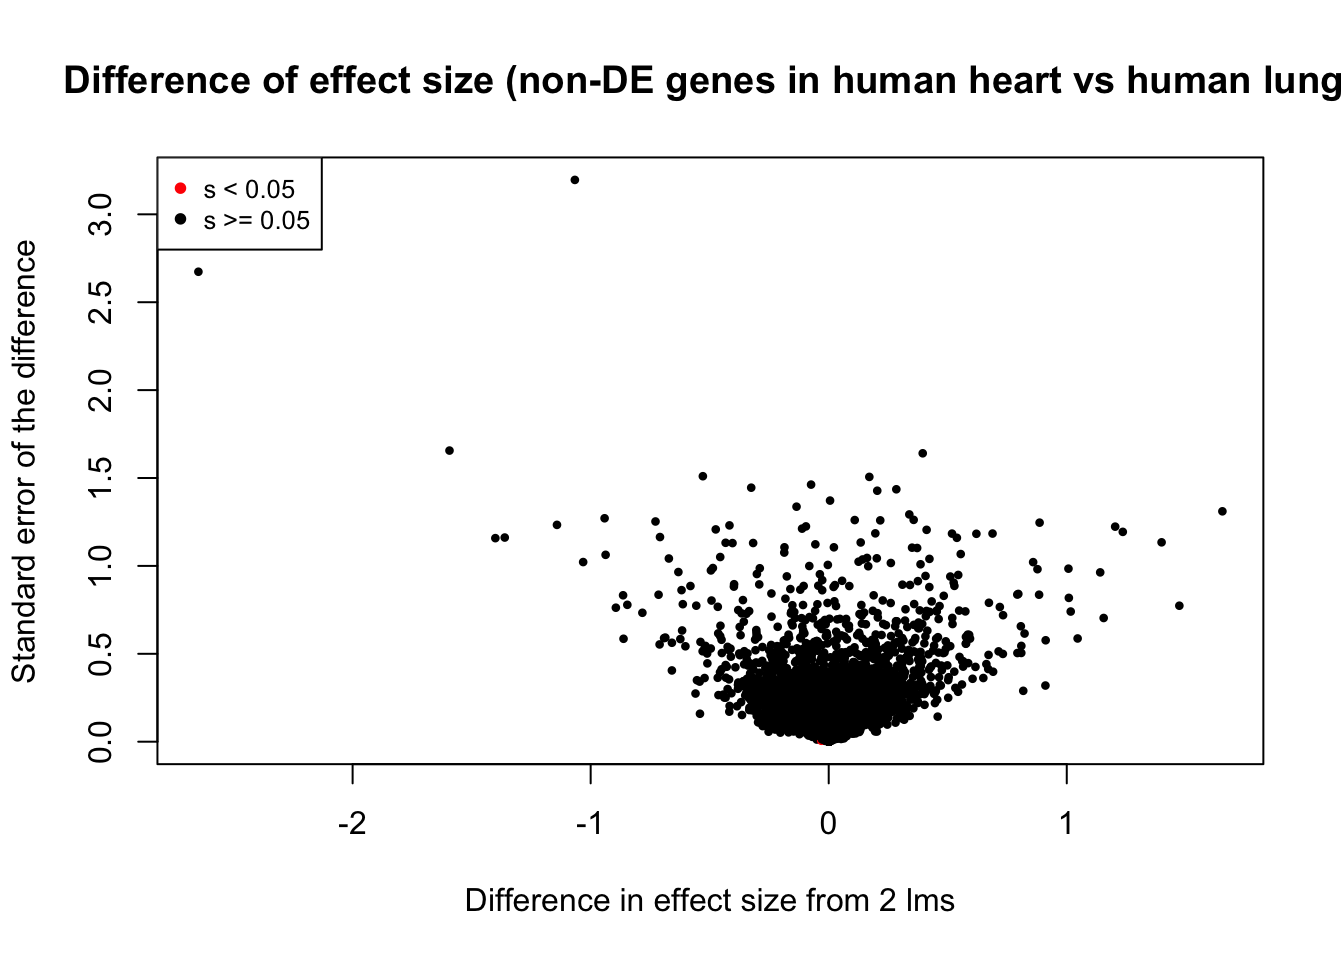 Difference of effect size (non-DE genes in human heart vs human lung
s < 0.05
s >= 0.05
Standard error of the difference
3.0
2.5
2.0
1.5
1.0
0.5
0.0
-2 -1 0 1
Difference in effect size from 2 lms